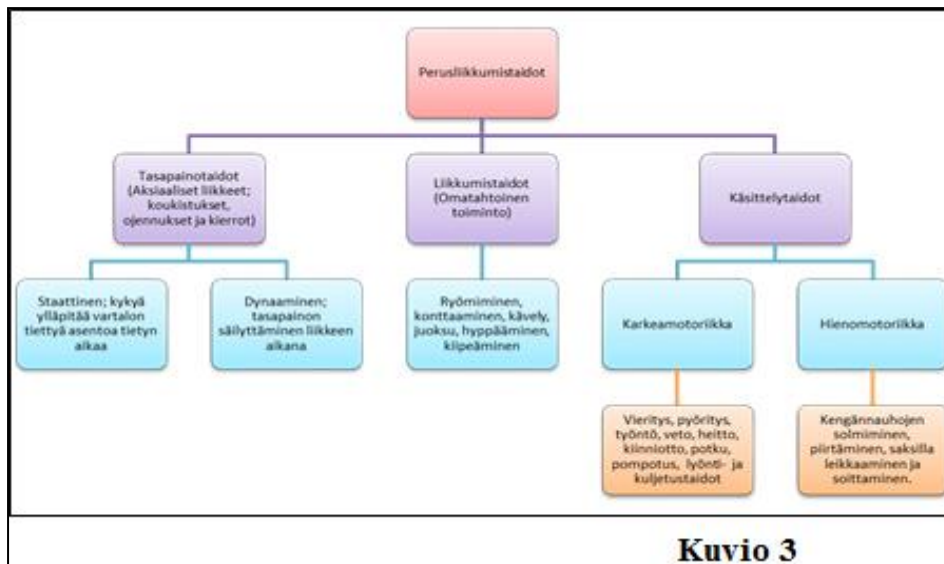 Perusliikkumistaidot
Tasapainotaidot
(Aksiaaliset liikkeet;
koukistukset,
ojennukset ja kierrot)
Liikkumistaidot
(Omatahtoinen
toiminto)
Käsittelytaidot
Staattinen; kykyä
ylläpitää vartalon
tiettyä asentoa tietyn
aikaa
Dynaaminen;
tasapainon
säilyttäminen liikkeen
aikana
Ryömiminen,
konttaaminen, kävely,
juoksu, hyppääminen,
kiipeäminen
Karkeamotoriikka
Hienomotoriikka
Vieritys, pyöritys,
työntö, veto, heitto,
kiinniotto, potku,
pompotus, lyönti- ja
kuljetustaidot
Kengännauhojen
solmiminen,
piirtäminen, saksilla
leikkaaminen ja
soittaminen.
Kuvio 3